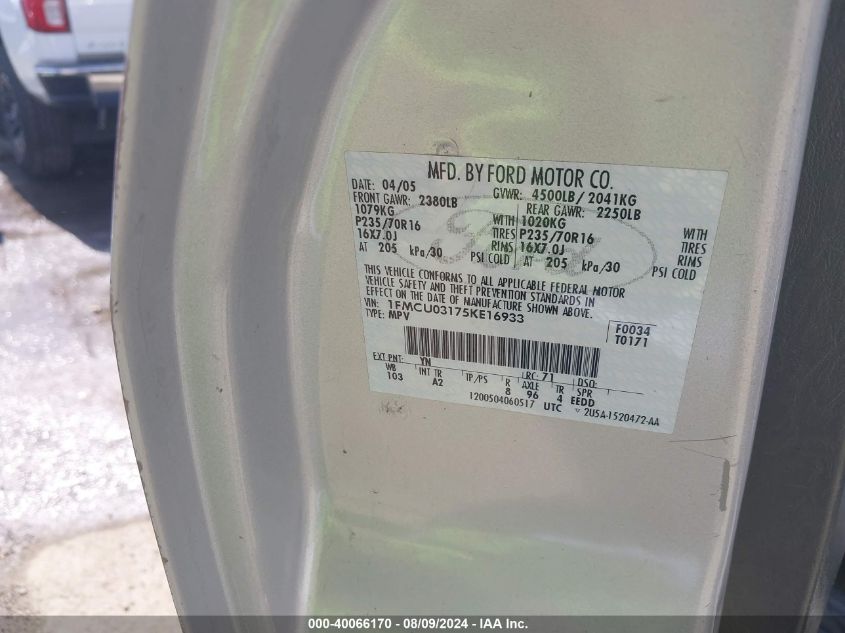 MFD. BY FORD MOTOR CO.
DATE: 04/05 GVWR: 4500LB/ 2041KG
FRONT GAWR: 2380LB REAR GAWR: 2250LB
1079KG WITH 1020KG WITH
P235/70R16 TIRES P235/70R16 TIRES
16X7.0J RIMS 16X7.0J RIMS
AT 205 kPa/30 PSI COLD AT 205 kPa/30 PSI COLD
THIS VEHICLE CONFORMS TO ALL APPLICABLE FEDERAL MOTOR
VEHICLE SAFETY AND THEFT PREVENTION STANDARDS IN
EFFECT ON THE DATE OF MANUFACTURE SHOWN ABOVE.
VIN: 1FMCU03175KE16933 F0034
TYPE: MPV T0171
EXT PNT: YN RC: 71 DSO:
WB INT TR TP/PS R AXLE TR SPR
103 A2 8 96 4 EEDD
1200504060517 UTC 2U5A-1520472-AA
000-40066170 - 08/09/2024 - IAA Inc.